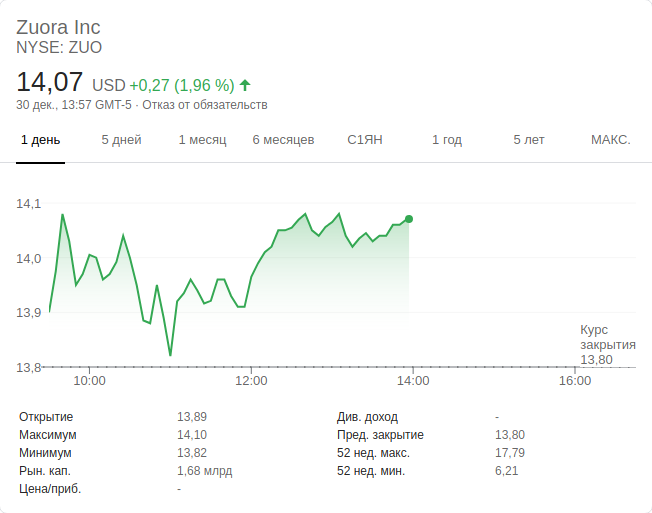 Zuora Inc
NYSE: ZUO
14,07 USD +0,27 (1,96 %)
30 дек., 13:57 GMT-5 · Отказ от обязательств
1 день 5 дней 1 месяц 6 месяцев С1ЯН 1 год 5 лет МАКС.
14,1
14,0
13,9
13,8
Курс
закрытия
13,80
10:00 12:00 14:00 16:00
Открытие 13,89 Див. доход -
Максимум 14,10 Пред. закрытие 13,80
Минимум 13,82 52 нед. макс. 17,79
Рын. кап. 1,68 млрд 52 нед. мин. 6,21
Цена/приб. -